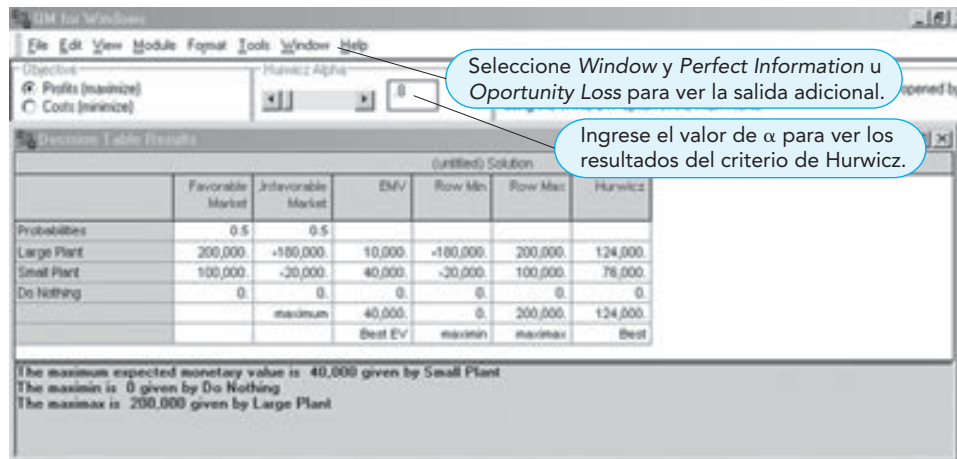 QM for Windows
File Edit View Module Format Tools Window Help
Objective
Profits (maximize)
Costs (minimize)
Hurwicz Alpha
.8
opened by
Seleccione Window y Perfect Information u
Oportunity Loss para ver la salida adicional.
Ingrese el valor de α para ver los
resultados del criterio de Hurwicz.
Decision Table Results
(untitled) Solution
Favorable Market Unfavorable Market EMV Row Min Row Max Hurwicz
Probabilities 0.5 0.5
Large Plant 200,000. -180,000. 10,000. -180,000. 200,000. 124,000.
Small Plant 100,000. -20,000. 40,000. -20,000. 100,000. 76,000.
Do Nothing 0. 0. 0. 0. 0. 0.
maximum 40,000. 0. 200,000. 124,000.
Best EV maximin maximax Best
The maximum expected monetary value is 40,000 given by Small Plant
The maximin is 0 given by Do Nothing
The maximax is 200,000 given by Large Plant